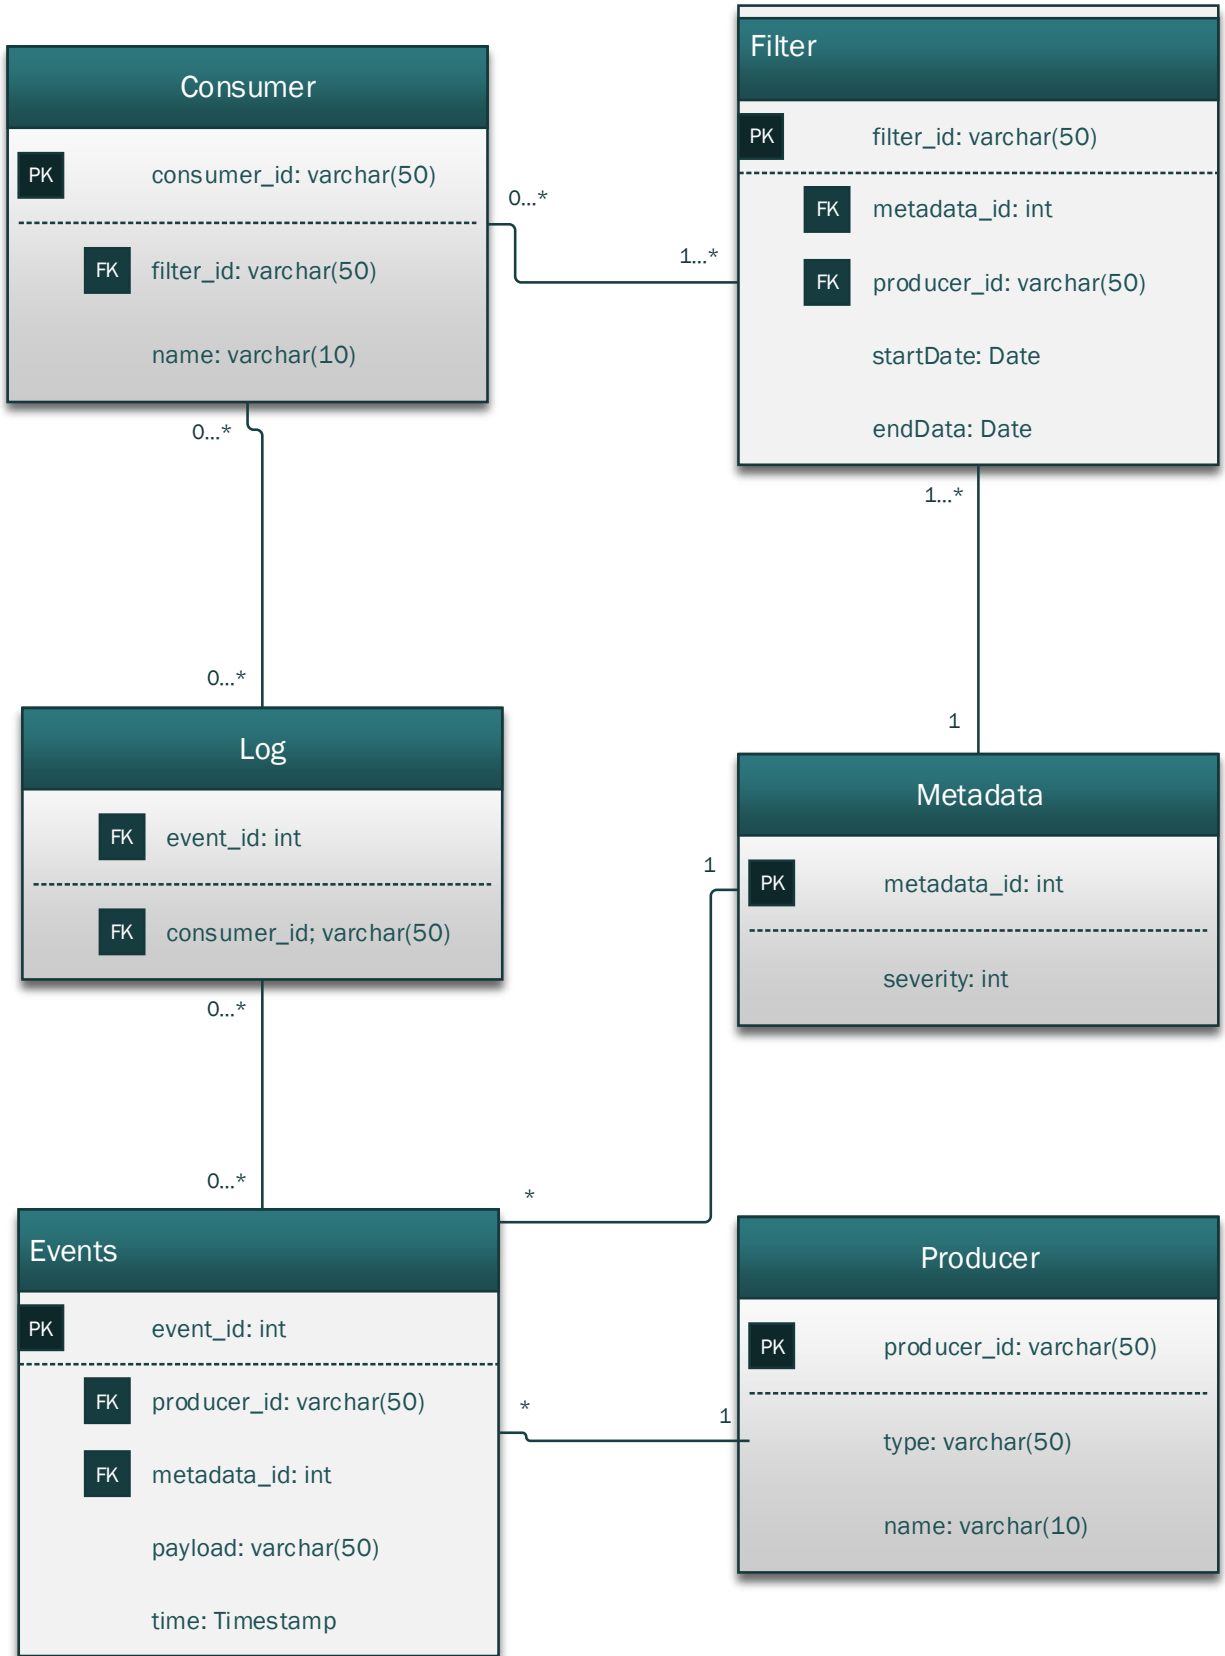 Consumer
PK consumer_id: varchar(50)
FK filter_id: varchar(50)
name: varchar(10)
Filter
PK filter_id: varchar(50)
FK metadata_id: int
FK producer_id: varchar(50)
startDate: Date
endData: Date
0...*
1...*
0...*
0...*
1...*
1
Log
FK event_id: int
FK consumer_id; varchar(50)
Metadata
PK metadata_id: int
severity: int
1
*
0...*
0...*
Events
PK event_id: int
FK producer_id: varchar(50)
FK metadata_id: int
payload: varchar(50)
time: Timestamp
*
1
Producer
PK producer_id: varchar(50)
type: varchar(50)
name: varchar(10)